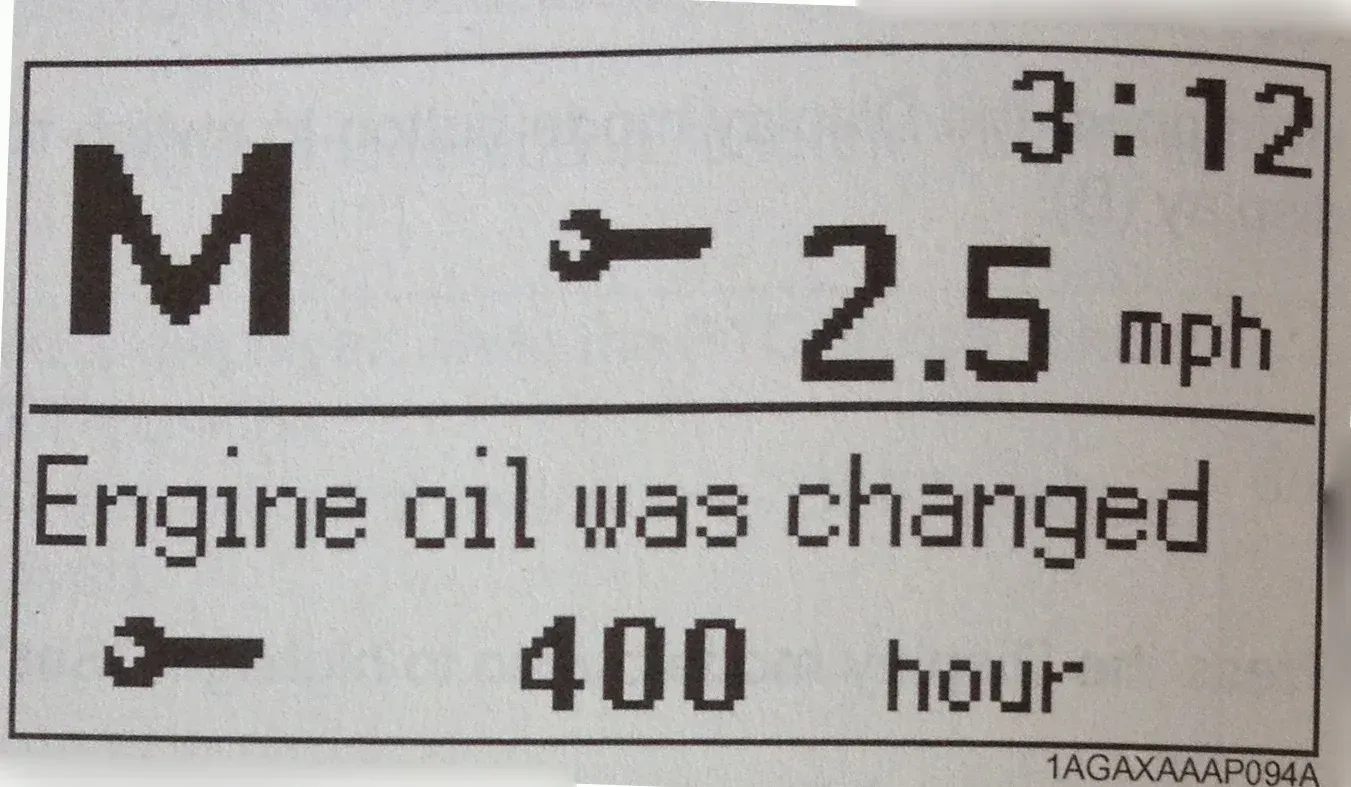 3:12
M 2.5 mph
Engine oil was changed
400 hour
1AGAXAAAP094A